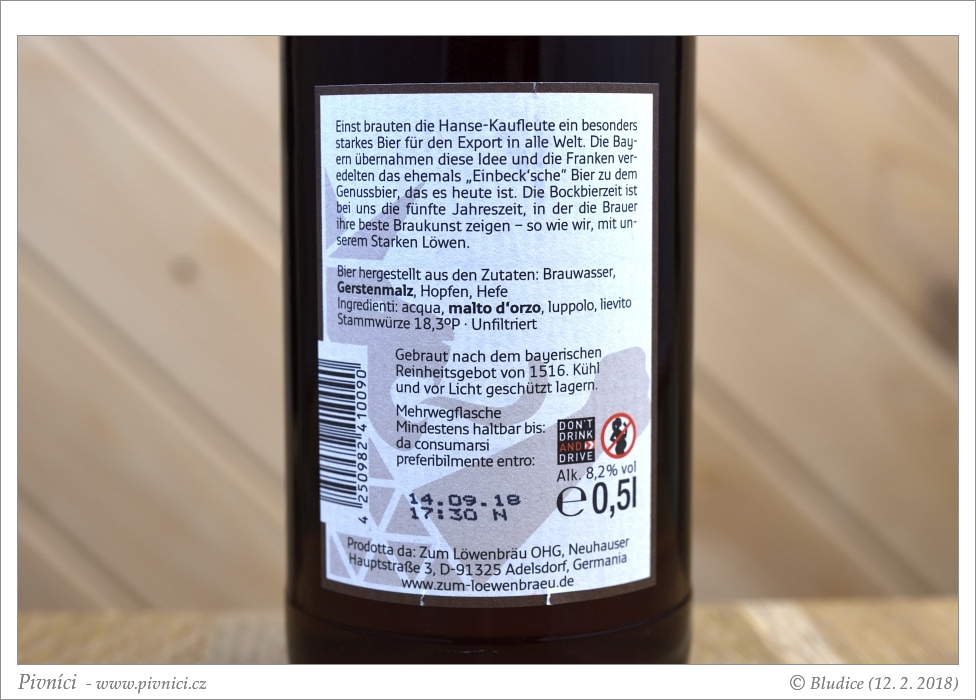 Einst brauten die Hanse-Kaufleute ein besonders
starkes Bier für den Export in alle Welt. Die Bay-
ern übernahmen diese Idee und die Franken ver-
edelten das ehemals „Einbeck‘sche“ Bier zu dem
Genussbier, das es heute ist. Die Bockbierzeit ist
bei uns die fünfte Jahreszeit, in der die Brauer
ihre beste Braukunst zeigen – so wie wir, mit un-
serem Starken Löwen.
Bier hergestellt aus den Zutaten: Brauwasser,
Gerstenmalz, Hopfen, Hefe
Ingredienti: acqua, malto d‘orzo, luppolo, lievito
Stammwürze 18,3ºP · Unfiltriert
Gebraut nach dem bayerischen
Reinheitsgebot von 1516. Kühl
und vor Licht geschützt lagern.
Mehrwegflasche
Mindestens haltbar bis:
da consumarsi
preferibilmente entro:
DON'T
DRINK
AND
DRIVE
Alk. 8,2% vol
℮ 0,5l
14.09.18
17:30 N
4 250982 410090
Prodotta da: Zum Löwenbräu OHG, Neuhauser
Hauptstraße 3, D-91325 Adelsdorf, Germania
www.zum-loewenbraeu.de
Pivníci - www.pivnici.cz
© Bludice (12. 2. 2018)